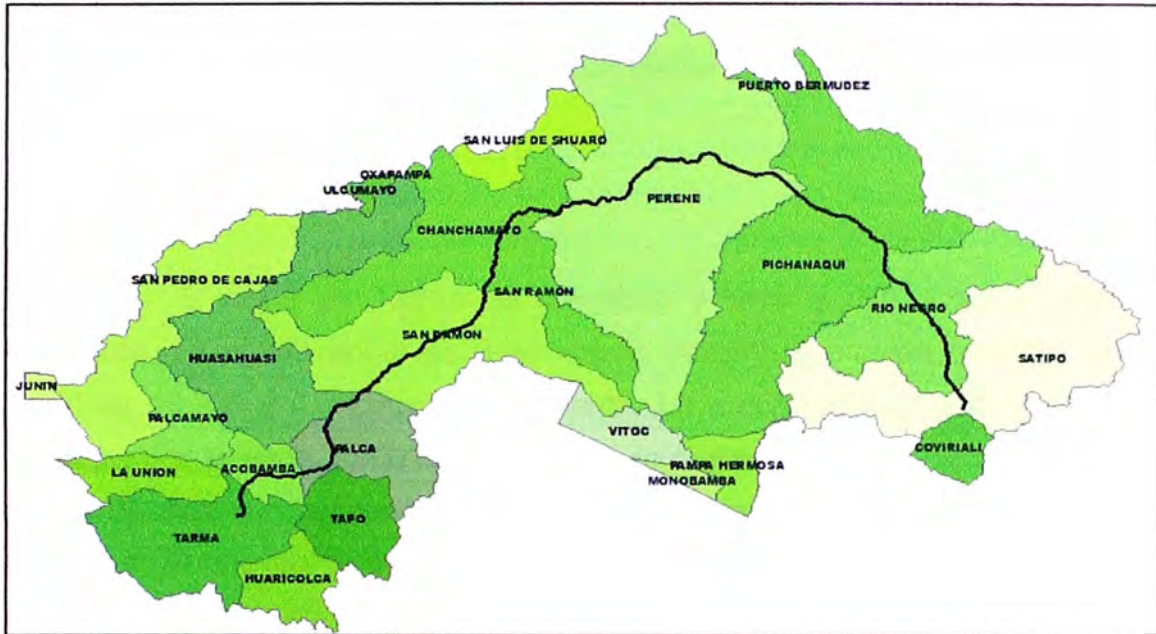 PUERTO BERMUDEZ
SAN LUIS DE SHUARO
OXAPAMPA
ULCUMAYO
PERENE
CHANCHAMAYO
PICHANAQUI
SAN PEDRO DE CAJAS
SAN RAMON
RIO NEGRO
SAN RAMON
HUASAHUASI
SATIPO
JUNIN
PALCAMAYO
VITOC
PALCA
COVIRIALI
LA UNION
ACOBAMBA
PAMPA HERMOSA
MONOBAMBA
TAPO
TARMA
HUARICOLCA